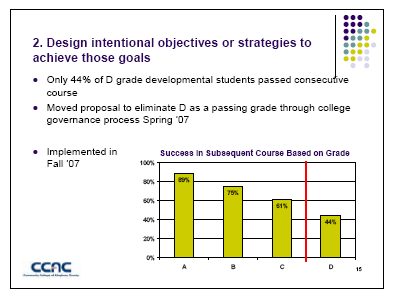 2. Design intentional objectives or strategies to
achieve those goals
Only 44% of D grade developmental students passed consecutive
course
Moved proposal to eliminate D as a passing grade through college
governance process Spring '07
Implemented in
Fall '07
Success in Subsequent Course Based on Grade
100%
80%
60%
40%
20%
0%
89%
75%
61%
44%
A B C D
CCAC
Community College of Allegheny County
15